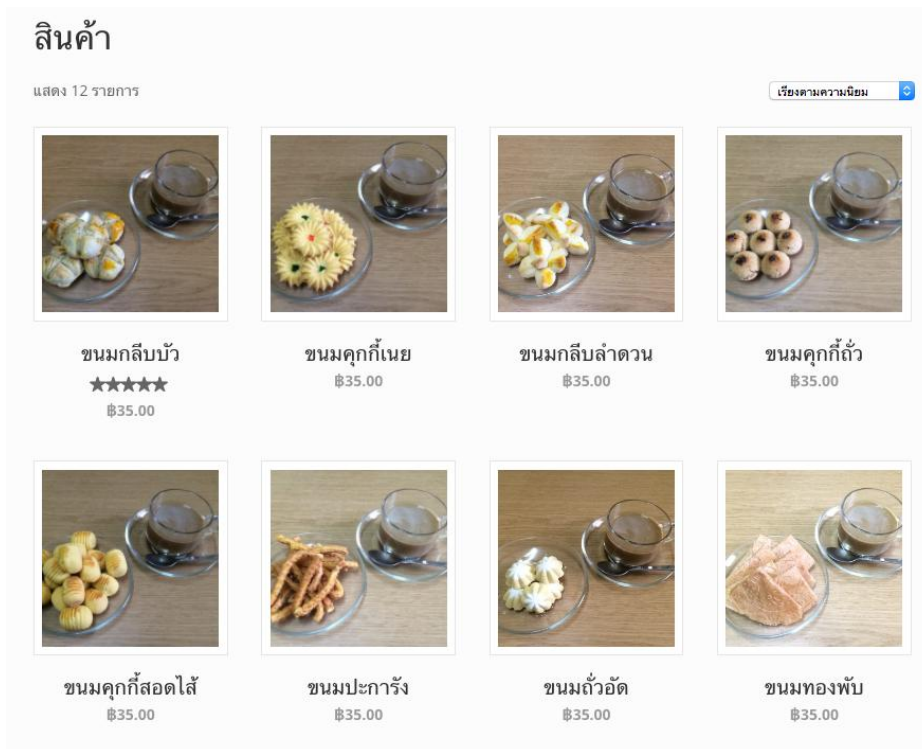 สินค้า
แสดง 12 รายการ
เรียงตามความนิยม
ขนมกลีบบัว
ขนมคุกกี้เนย
ขนมกลีบลำดวน
ขนมคุกกี้ถั่ว
฿35.00
฿35.00
฿35.00
฿35.00
ขนมคุกกี้สอดไส้
ขนมปะการัง
ขนมถั่วอัด
ขนมทองพับ
฿35.00
฿35.00
฿35.00
฿35.00